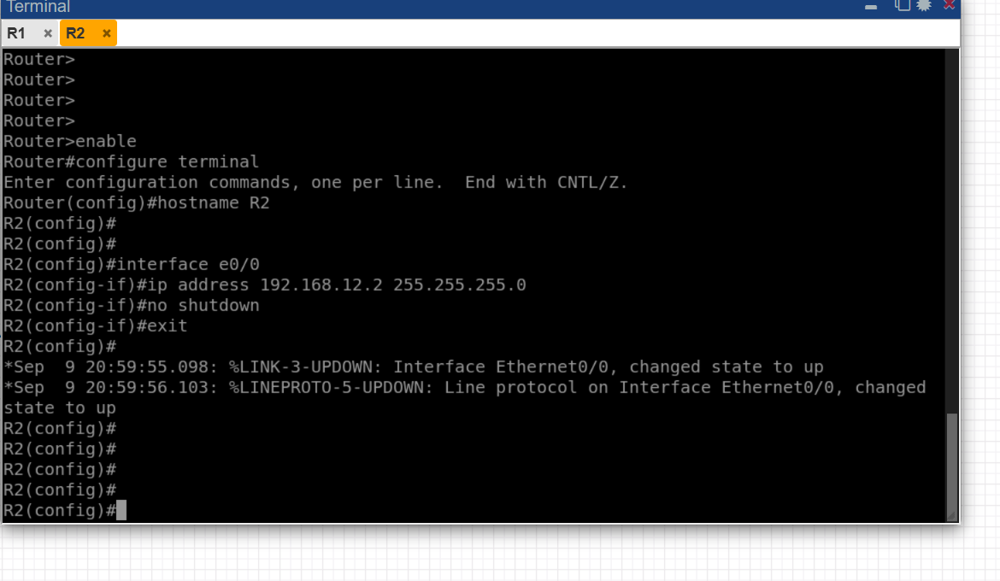 Terminal
R1 × R2 ×
Router>
Router>
Router>
Router>
Router>enable
Router#configure terminal
Enter configuration commands, one per line.  End with CNTL/Z.
Router(config)#hostname R2
R2(config)#
R2(config)#
R2(config)#interface e0/0
R2(config-if)#ip address 192.168.12.2 255.255.255.0
R2(config-if)#no shutdown
R2(config-if)#exit
R2(config)#
*Sep  9 20:59:55.098: %LINK-3-UPDOWN: Interface Ethernet0/0, changed state to up
*Sep  9 20:59:56.103: %LINEPROTO-5-UPDOWN: Line protocol on Interface Ethernet0/0, changed
state to up
R2(config)#
R2(config)#
R2(config)#
R2(config)#
R2(config)#